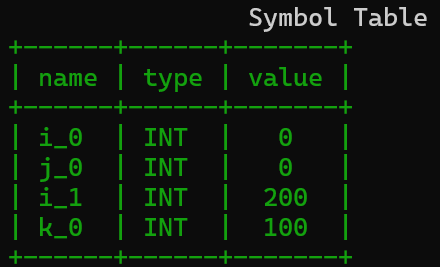 Symbol Table
+------+------+-------+
| name | type | value |
+------+------+-------+
| i_0  | INT  |   0   |
| j_0  | INT  |   0   |
| i_1  | INT  |  200  |
| k_0  | INT  |  100  |
+------+------+-------+